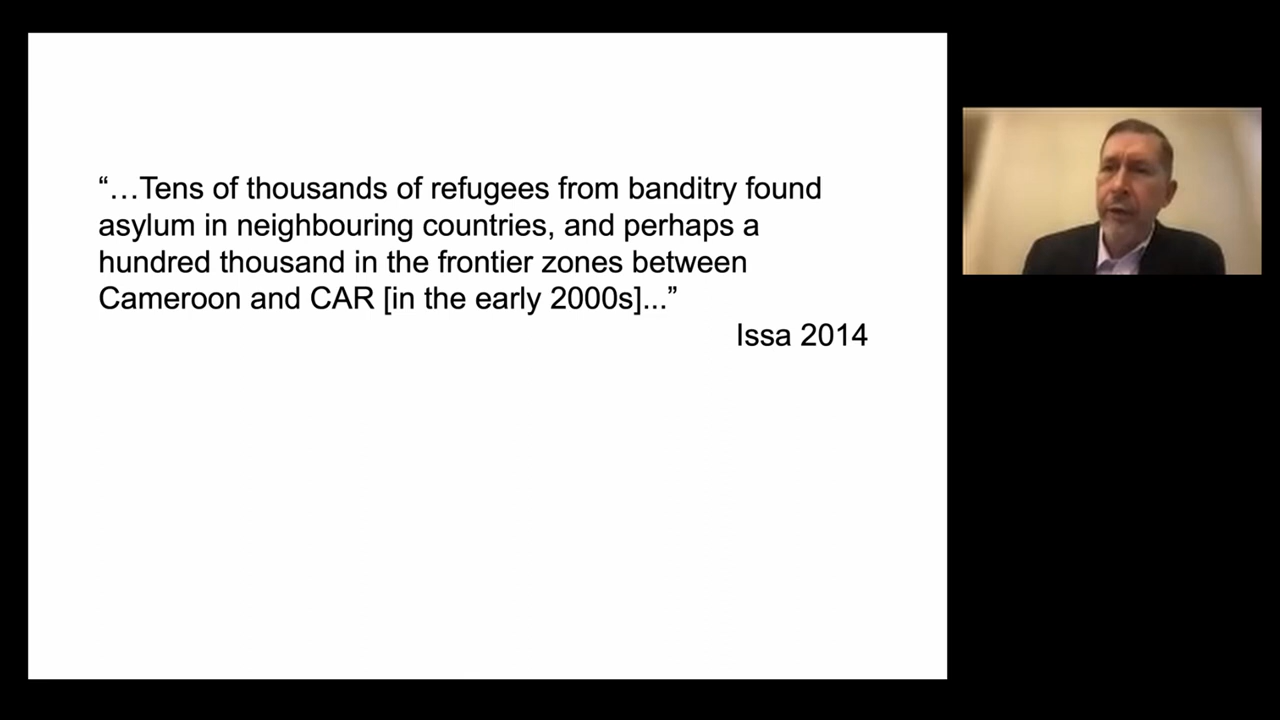 “…Tens of thousands of refugees from banditry found
asylum in neighbouring countries, and perhaps a
hundred thousand in the frontier zones between
Cameroon and CAR [in the early 2000s]...”
Issa 2014